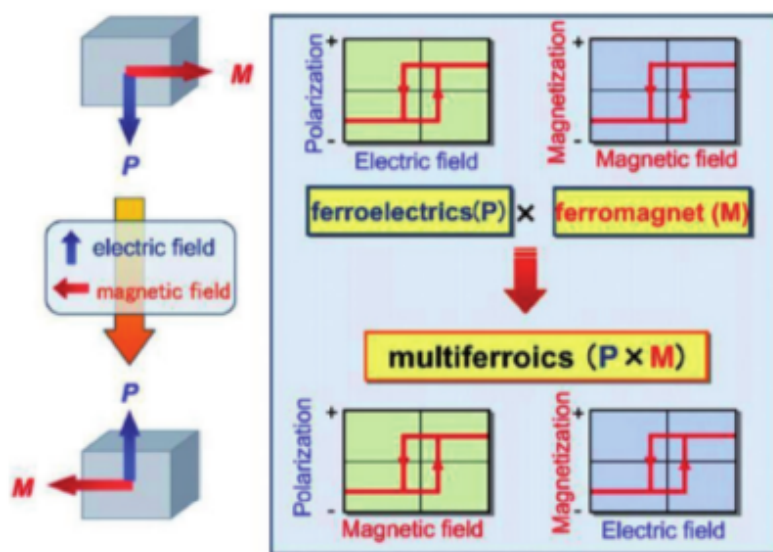 M
P
electric field
magnetic field
P
M
+
Polarization
-
Electric field
+
Magnetization
-
Magnetic field
ferroelectrics(P) × ferromagnet (M)
multiferroics (P × M)
+
Polarization
-
Magnetic field
+
Magnetization
-
Electric field